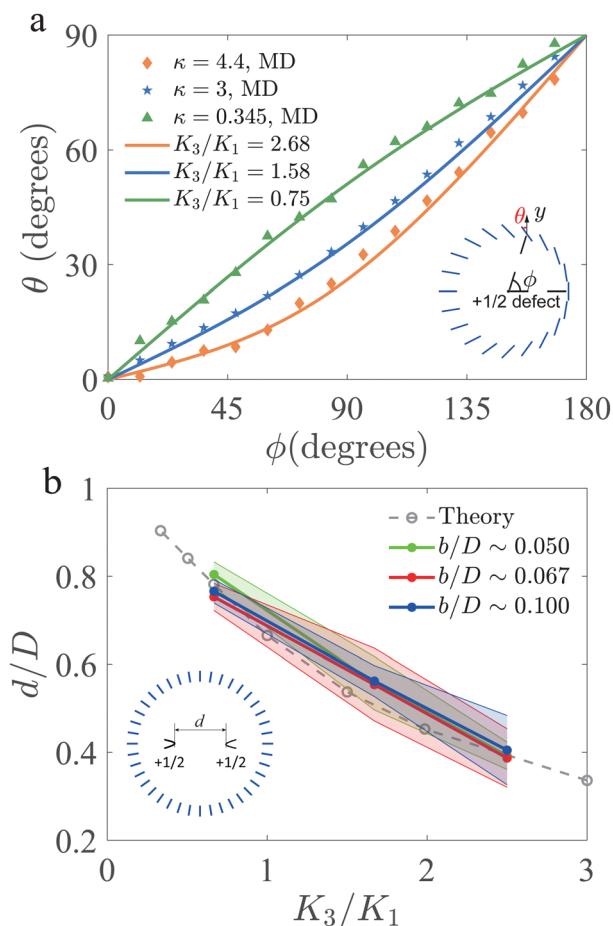 a
90
60
30
0
θ (degrees)
κ = 4.4, MD
κ = 3, MD
κ = 0.345, MD
K₃/K₁ = 2.68
K₃/K₁ = 1.58
K₃/K₁ = 0.75
θ y
ϕ
+1/2 defect
0 45 90 135 180
ϕ(degrees)
b
1
0.8
0.6
0.4
0.2
d/D
Theory
b/D ∼ 0.050
b/D ∼ 0.067
b/D ∼ 0.100
d
+1/2 +1/2
0 1 2 3
K₃/K₁